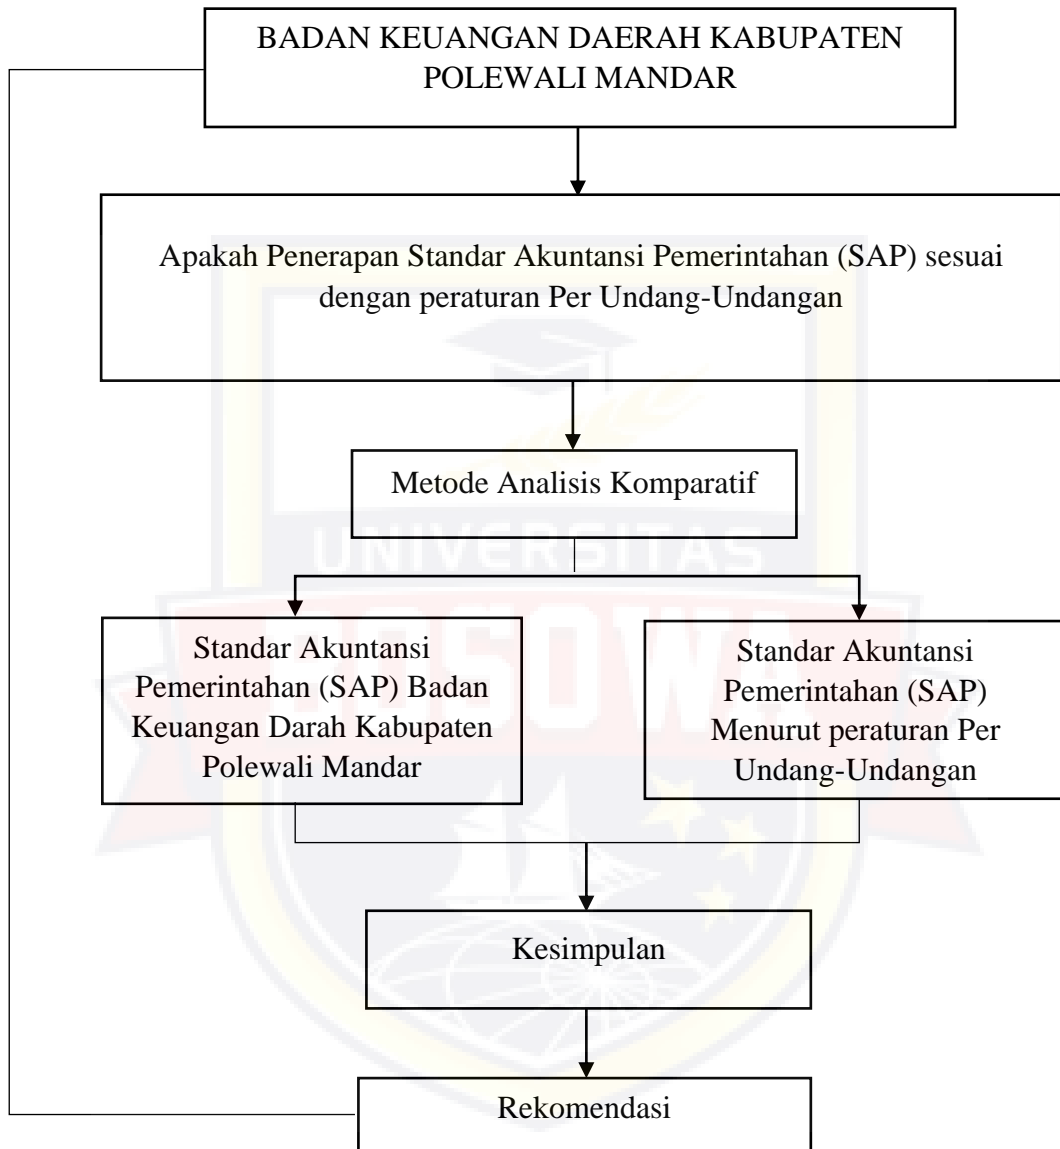 BADAN KEUANGAN DAERAH KABUPATEN
POLEWALI MANDAR
Apakah Penerapan Standar Akuntansi Pemerintahan (SAP) sesuai
dengan peraturan Per Undang-Undangan
Metode Analisis Komparatif
UNIVERSITAS
BOSOWA
Standar Akuntansi
Pemerintahan (SAP) Badan
Keuangan Darah Kabupaten
Polewali Mandar
Standar Akuntansi
Pemerintahan (SAP)
Menurut peraturan Per
Undang-Undangan
Kesimpulan
Rekomendasi